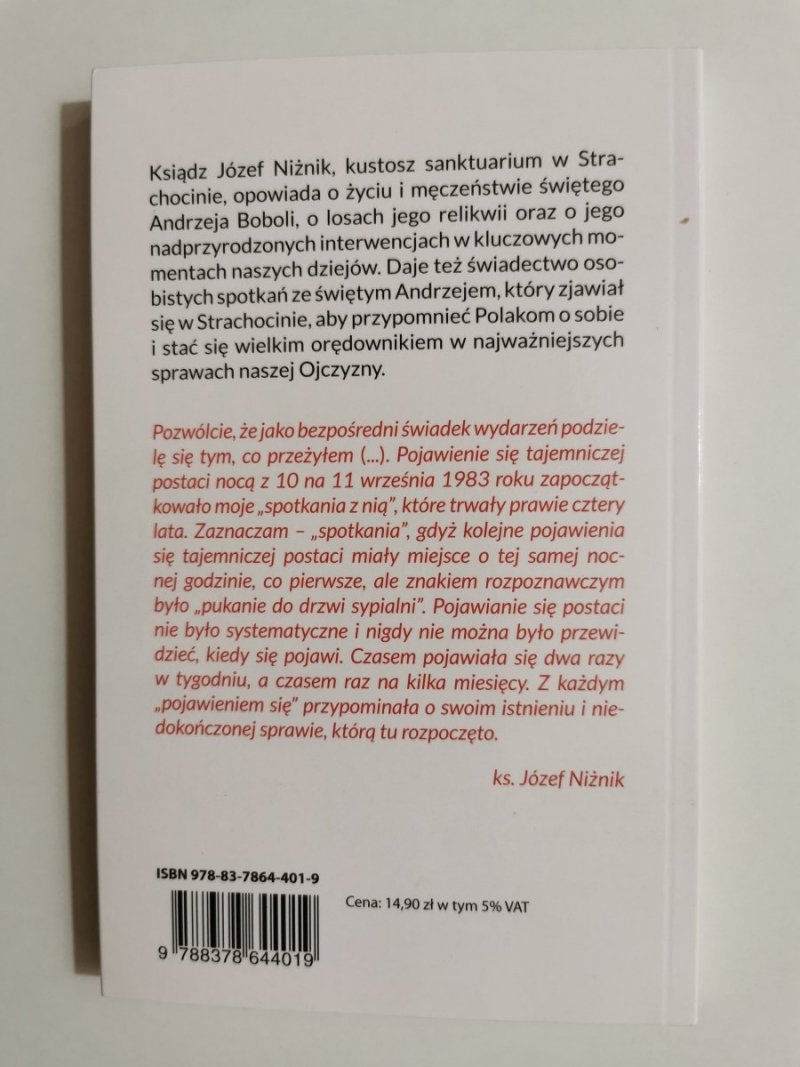 Ksiądz Józef Niżnik, kustosz sanktuarium w Stra-
chocinie, opowiada o życiu i męczeństwie świętego
Andrzeja Boboli, o losach jego relikwii oraz o jego
nadprzyrodzonych interwencjach w kluczowych mo-
mentach naszych dziejów. Daje też świadectwo oso-
bistych spotkań ze świętym Andrzejem, który zjawiał
się w Strachocinie, aby przypomnieć Polakom o sobie
i stać się wielkim orędownikiem w najważniejszych
sprawach naszej Ojczyzny.
Pozwólcie, że jako bezpośredni świadek wydarzeń podzie-
lę się tym, co przeżyłem (...). Pojawienie się tajemniczej
postaci nocą z 10 na 11 września 1983 roku zapocząt-
kowało moje „spotkania z nią”, które trwały prawie cztery
lata. Zaznaczam – „spotkania”, gdyż kolejne pojawienia
się tajemniczej postaci miały miejsce o tej samej noc-
nej godzinie, co pierwsze, ale znakiem rozpoznawczym
było „pukanie do drzwi sypialni”. Pojawianie się postaci
nie było systematyczne i nigdy nie można było przewi-
dzieć, kiedy się pojawi. Czasem pojawiała się dwa razy
w tygodniu, a czasem raz na kilka miesięcy. Z każdym
„pojawieniem się” przypominała o swoim istnieniu i nie-
dokończonej sprawie, którą tu rozpoczęto.
ks. Józef Niżnik
ISBN 978-83-7864-401-9
Cena: 14,90 zł w tym 5% VAT
9 788378 644019